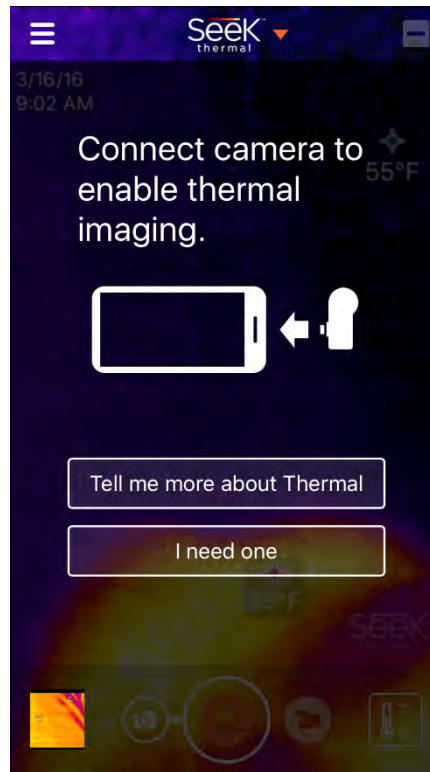 SeeK
thermal
3/16/16
9:02 AM
55°F
Connect camera to
enable thermal
imaging.
Tell me more about Thermal
I need one
SeeK